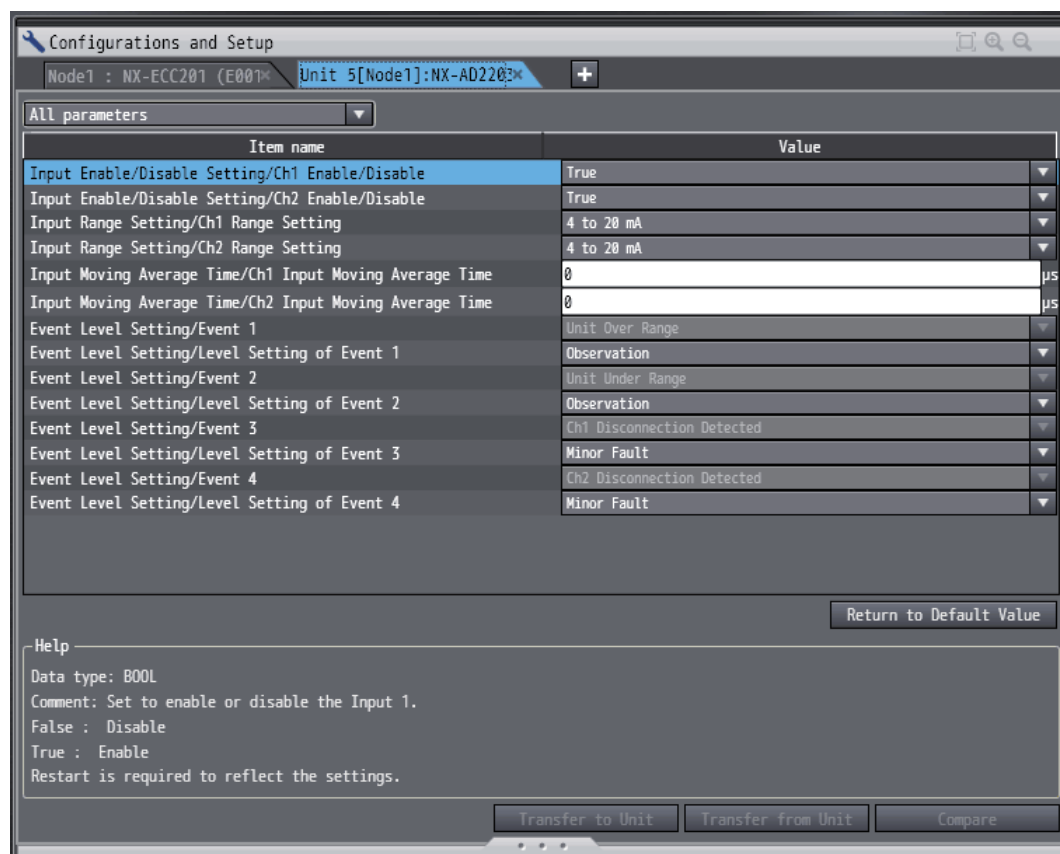 Configurations and Setup
Node1 : NX-ECC201 (E001 Unit 5[Node1]:NX-AD2203
All parameters
Item name Value
Input Enable/Disable Setting/Ch1 Enable/Disable True
Input Enable/Disable Setting/Ch2 Enable/Disable True
Input Range Setting/Ch1 Range Setting 4 to 20 mA
Input Range Setting/Ch2 Range Setting 4 to 20 mA
Input Moving Average Time/Ch1 Input Moving Average Time 0 µs
Input Moving Average Time/Ch2 Input Moving Average Time 0 µs
Event Level Setting/Event 1 Unit Over Range
Event Level Setting/Level Setting of Event 1 Observation
Event Level Setting/Event 2 Unit Under Range
Event Level Setting/Level Setting of Event 2 Observation
Event Level Setting/Event 3 Ch1 Disconnection Detected
Event Level Setting/Level Setting of Event 3 Minor Fault
Event Level Setting/Event 4 Ch2 Disconnection Detected
Event Level Setting/Level Setting of Event 4 Minor Fault
Return to Default Value
Help
Data type: BOOL
Comment: Set to enable or disable the Input 1.
False : Disable
True : Enable
Restart is required to reflect the settings.
Transfer to Unit Transfer from Unit Compare